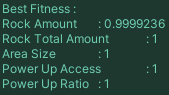 Best Fitness :
Rock Amount : 0.9999236
Rock Total Amount : 1
Area Size : 1
Power Up Access : 1
Power Up Ratio : 1